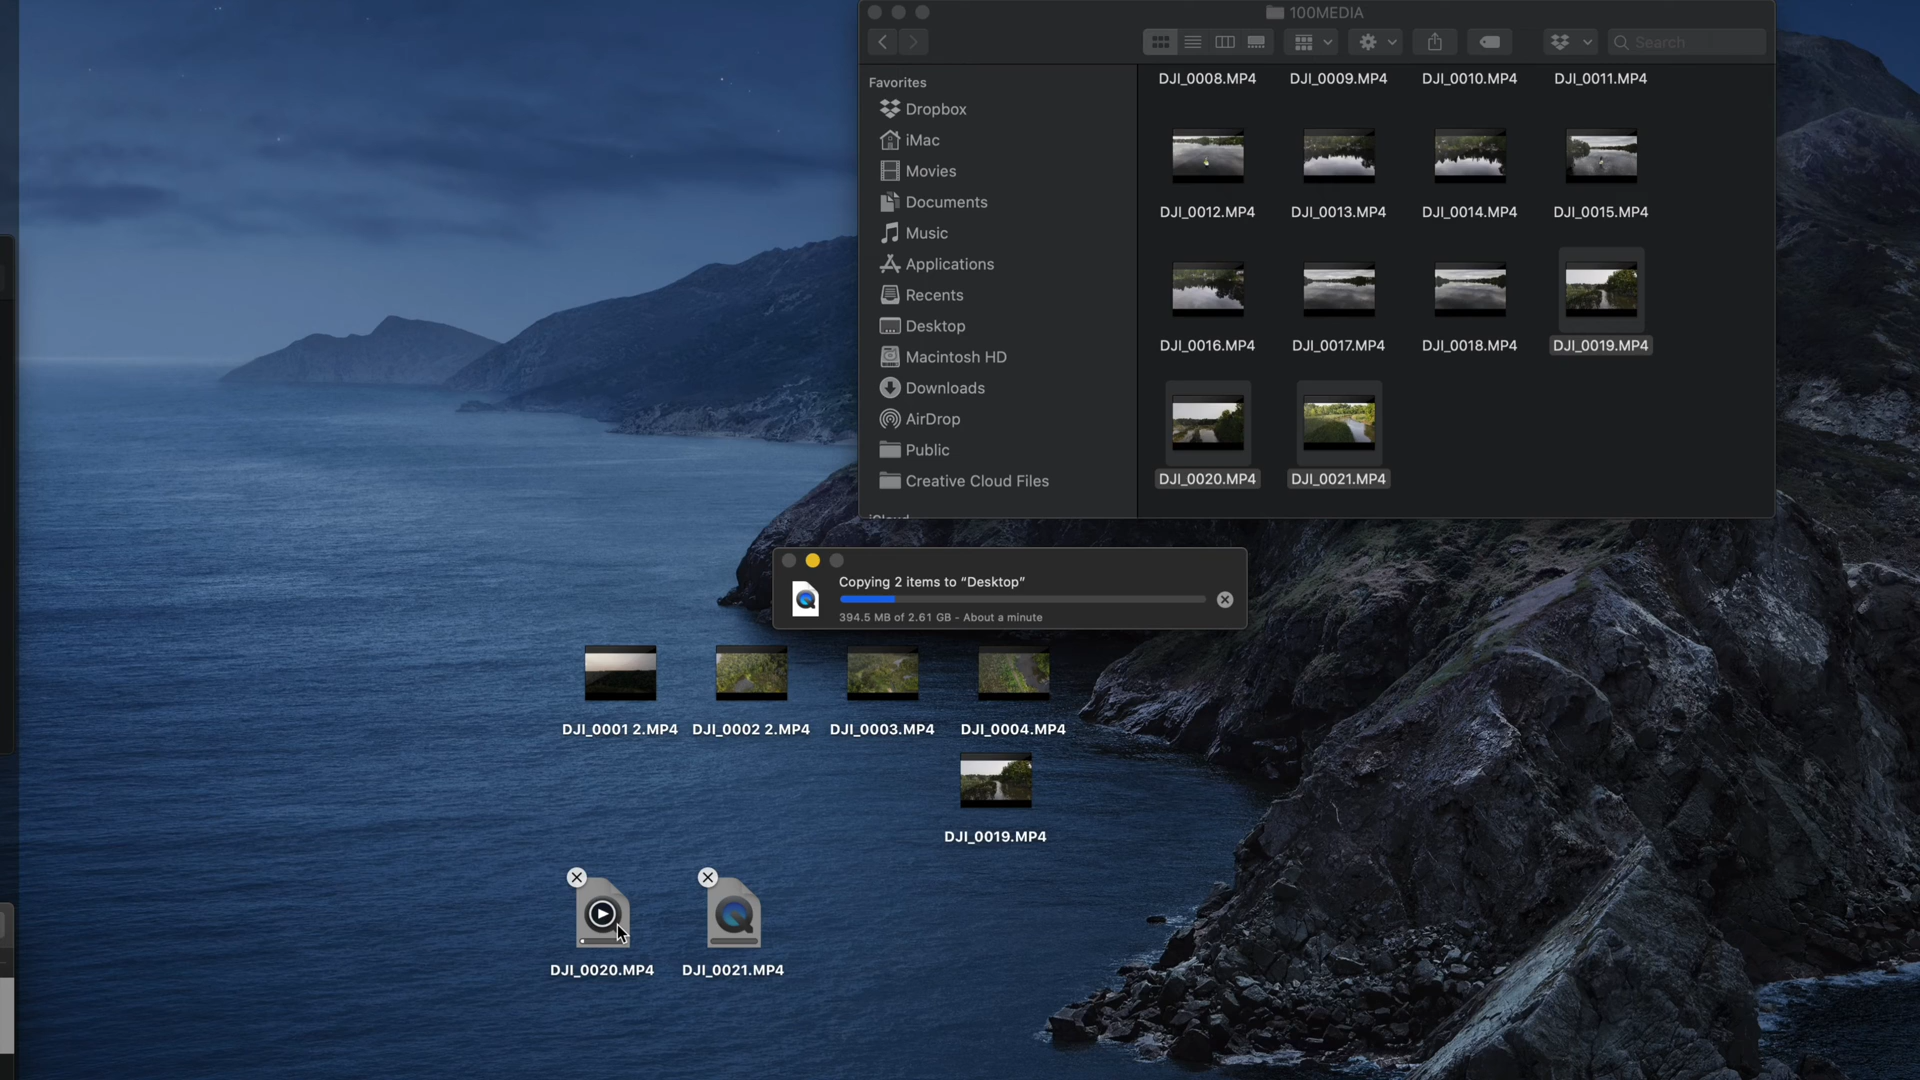 100MEDIA
Search
Favorites
Dropbox
iMac
Movies
Documents
Music
Applications
Recents
Desktop
Macintosh HD
Downloads
AirDrop
Public
Creative Cloud Files
iCloud
DJI_0008.MP4 DJI_0009.MP4 DJI_0010.MP4 DJI_0011.MP4
DJI_0012.MP4 DJI_0013.MP4 DJI_0014.MP4 DJI_0015.MP4
DJI_0016.MP4 DJI_0017.MP4 DJI_0018.MP4 DJI_0019.MP4
DJI_0020.MP4 DJI_0021.MP4
Copying 2 items to “Desktop”
394.5 MB of 2.61 GB - About a minute
DJI_0001 2.MP4 DJI_0002 2.MP4 DJI_0003.MP4 DJI_0004.MP4
DJI_0019.MP4
DJI_0020.MP4 DJI_0021.MP4